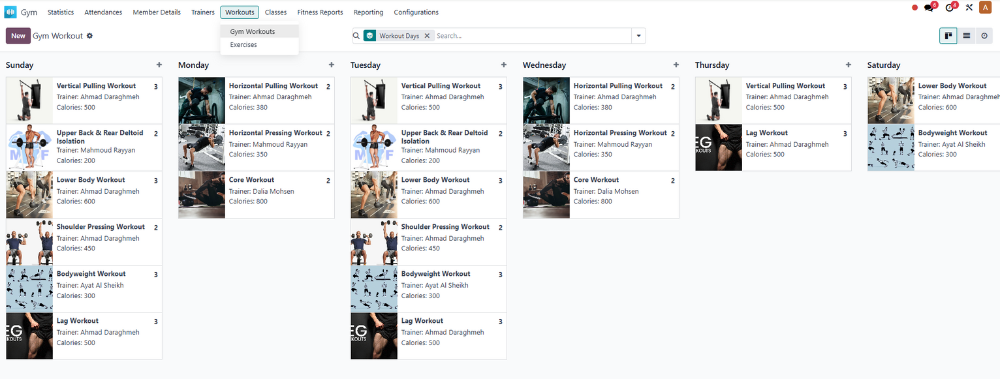 Gym Statistics Attendances Member Details Trainers Workouts Classes Fitness Reports Reporting Configurations 6 4 A
New Gym Workout Workout Days Search...
Gym Workouts
Exercises
Sunday
Vertical Pulling Workout 3
Trainer: Ahmad Daraghmeh
Calories: 500
Upper Back & Rear Deltoid 2
Isolation
Trainer: Mahmoud Rayyan
Calories: 200
M F
Lower Body Workout 3
Trainer: Ahmad Daraghmeh
Calories: 600
Shoulder Pressing Workout 2
Trainer: Ahmad Daraghmeh
Calories: 450
Bodyweight Workout 3
Trainer: Ayat Al Sheikh
Calories: 300
Lag Workout 3
Trainer: Ahmad Daraghmeh
Calories: 500
EG
KOUTS
Monday
Horizontal Pulling Workout 2
Trainer: Ahmad Daraghmeh
Calories: 380
Horizontal Pressing Workout 2
Trainer: Mahmoud Rayyan
Calories: 350
Core Workout 2
Trainer: Dalia Mohsen
Calories: 800
Tuesday
Vertical Pulling Workout 3
Trainer: Ahmad Daraghmeh
Calories: 500
Upper Back & Rear Deltoid 2
Isolation
Trainer: Mahmoud Rayyan
Calories: 200
M F
Lower Body Workout 3
Trainer: Ahmad Daraghmeh
Calories: 600
Shoulder Pressing Workout 2
Trainer: Ahmad Daraghmeh
Calories: 450
Bodyweight Workout 3
Trainer: Ayat Al Sheikh
Calories: 300
Lag Workout 3
Trainer: Ahmad Daraghmeh
Calories: 500
EG
KOUTS
Wednesday
Horizontal Pulling Workout 2
Trainer: Ahmad Daraghmeh
Calories: 380
Horizontal Pressing Workout 2
Trainer: Mahmoud Rayyan
Calories: 350
Core Workout 2
Trainer: Dalia Mohsen
Calories: 800
Thursday
Vertical Pulling Workout 3
Trainer: Ahmad Daraghmeh
Calories: 500
Lag Workout 3
Trainer: Ahmad Daraghmeh
Calories: 500
EG
KOUTS
Saturday
Lower Body Workout
Trainer: Ahmad Daraghmeh
Calories: 600
Bodyweight Workout
Trainer: Ayat Al Sheikh
Calories: 300